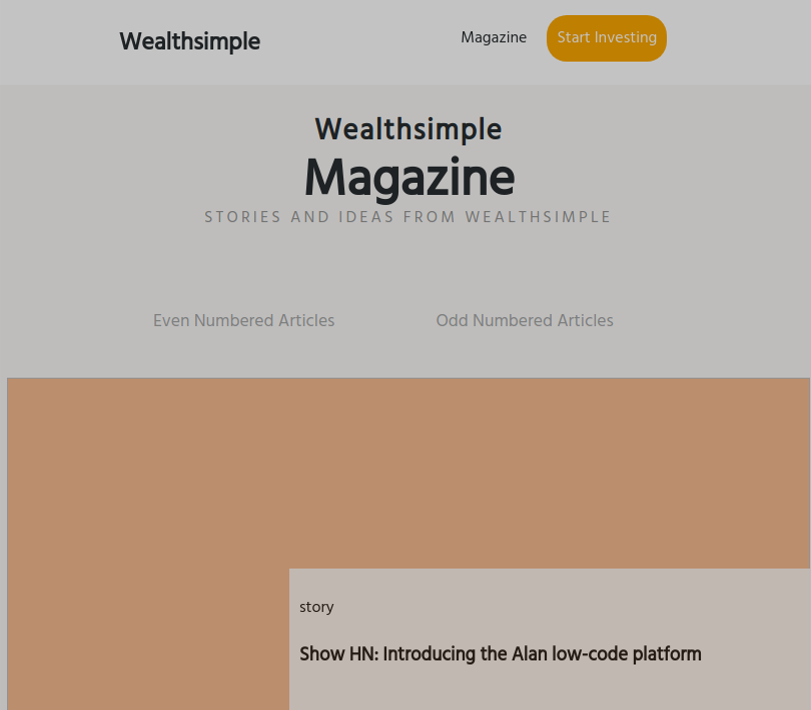 Wealthsimple
Magazine
Start Investing
Wealthsimple
Magazine
STORIES AND IDEAS FROM WEALTHSIMPLE
Even Numbered Articles
Odd Numbered Articles
story
Show HN: Introducing the Alan low-code platform